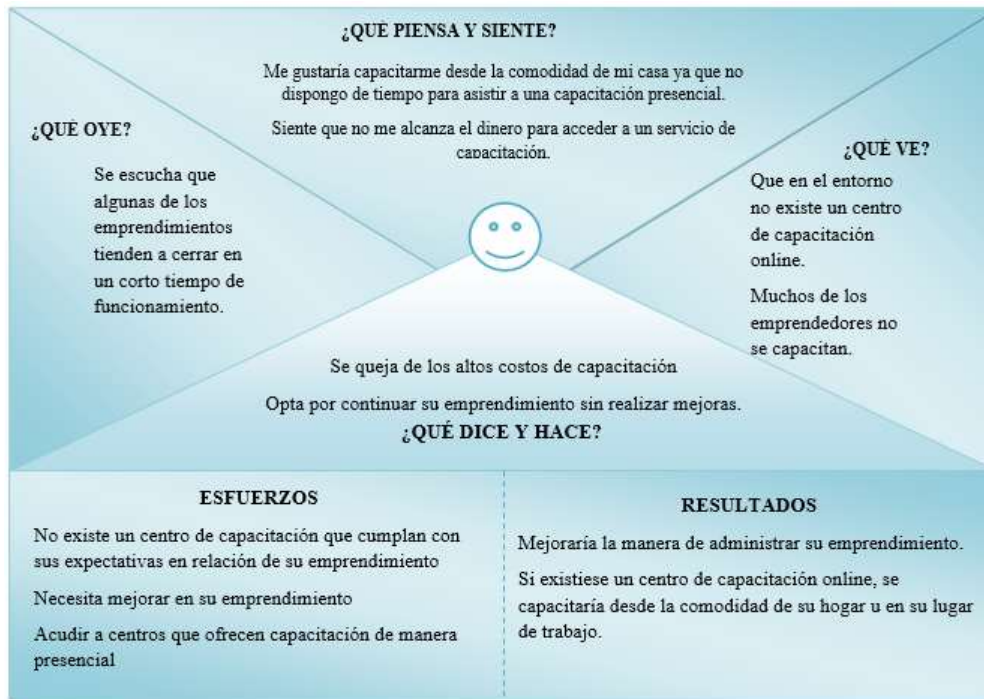 ¿QUÉ PIENSA Y SIENTE?
Me gustaría capacitarme desde la comodidad de mi casa ya que no
dispongo de tiempo para asistir a una capacitación presencial.
Siente que no me alcanza el dinero para acceder a un servicio de
capacitación.
¿QUÉ OYE?
Se escucha que
algunas de los
emprendimientos
tienden a cerrar en
un corto tiempo de
funcionamiento.
¿QUÉ VE?
Que en el entorno
no existe un centro
de capacitación
online.
Muchos de los
emprendedores no
se capacitan.
Se queja de los altos costos de capacitación
Opta por continuar su emprendimiento sin realizar mejoras.
¿QUÉ DICE Y HACE?
ESFUERZOS
No existe un centro de capacitación que cumplan con
sus expectativas en relación de su emprendimiento
Necesita mejorar en su emprendimiento
Acudir a centros que ofrecen capacitación de manera
presencial
RESULTADOS
Mejoraría la manera de administrar su emprendimiento.
Si existiese un centro de capacitación online, se
capacitaría desde la comodidad de su hogar u en su lugar
de trabajo.